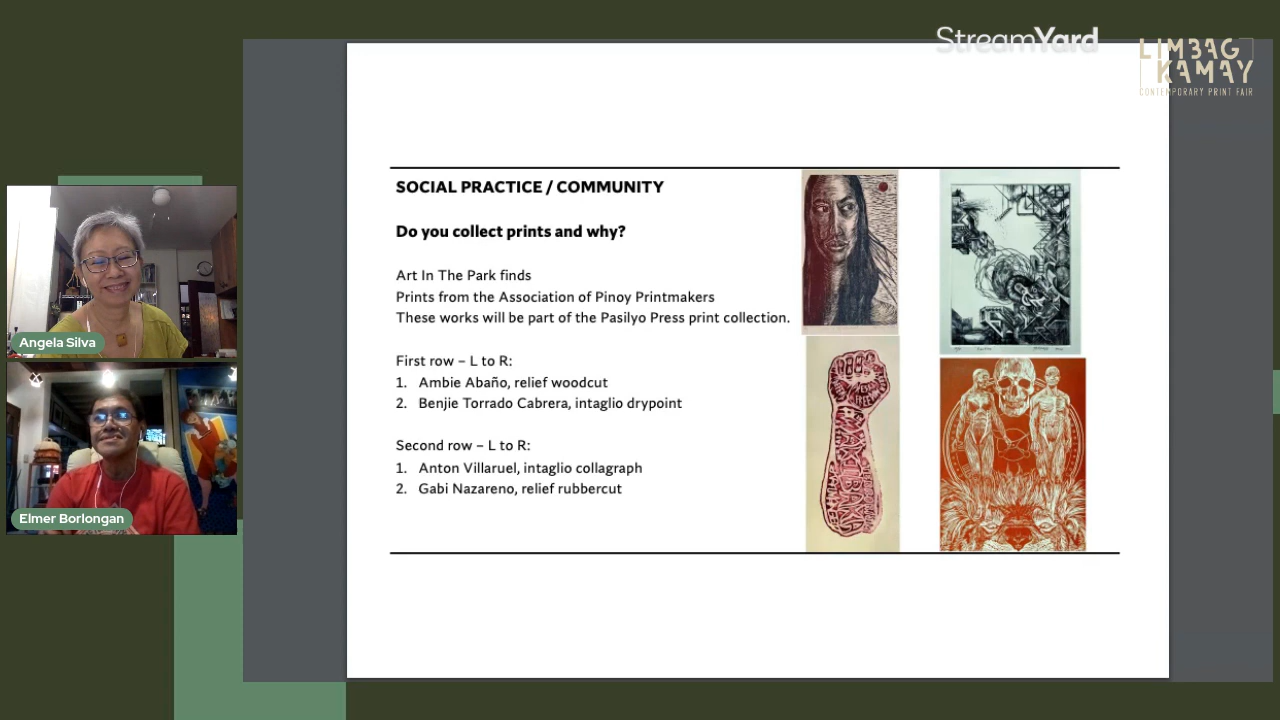 StreamYard
LIMBAG
KAMAY
CONTEMPORARY PRINT FAIR
SOCIAL PRACTICE / COMMUNITY
Do you collect prints and why?
Art In The Park finds
Prints from the Association of Pinoy Printmakers
These works will be part of the Pasilyo Press print collection.
First row – L to R:
1. Ambie Abaño, relief woodcut
2. Benjie Torrado Cabrera, intaglio drypoint
Second row – L to R:
1. Anton Villaruel, intaglio collagraph
2. Gabi Nazareno, relief rubbercut
Angela Silva
Elmer Borlongan